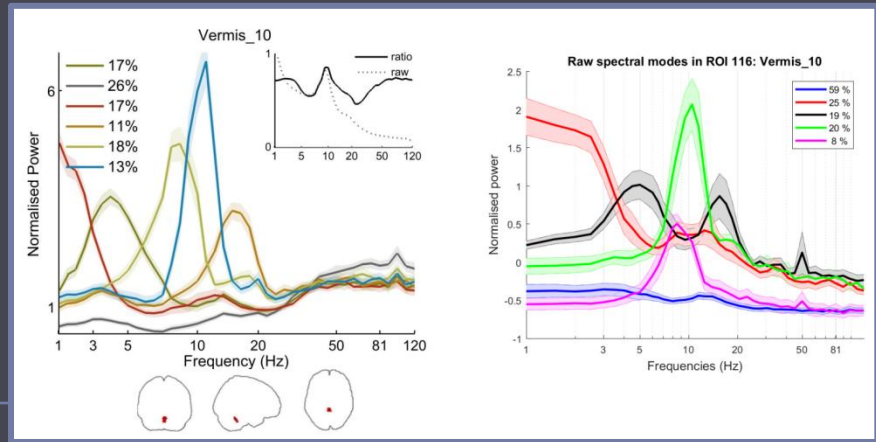 Vermis_10
17%
26%
17%
11%
18%
13%
6
1
Normalised Power
1 3 5 10 20 50 81 120
Frequency (Hz)
ratio
raw
1
0
1 5 10 20 50 120
Raw spectral modes in ROI 116: Vermis_10
59 %
25 %
19 %
20 %
8 %
2.5
2
1.5
1
0.5
0
-0.5
-1
Normalised power
1 3 5 10 20 50 81
Frequencies (Hz)